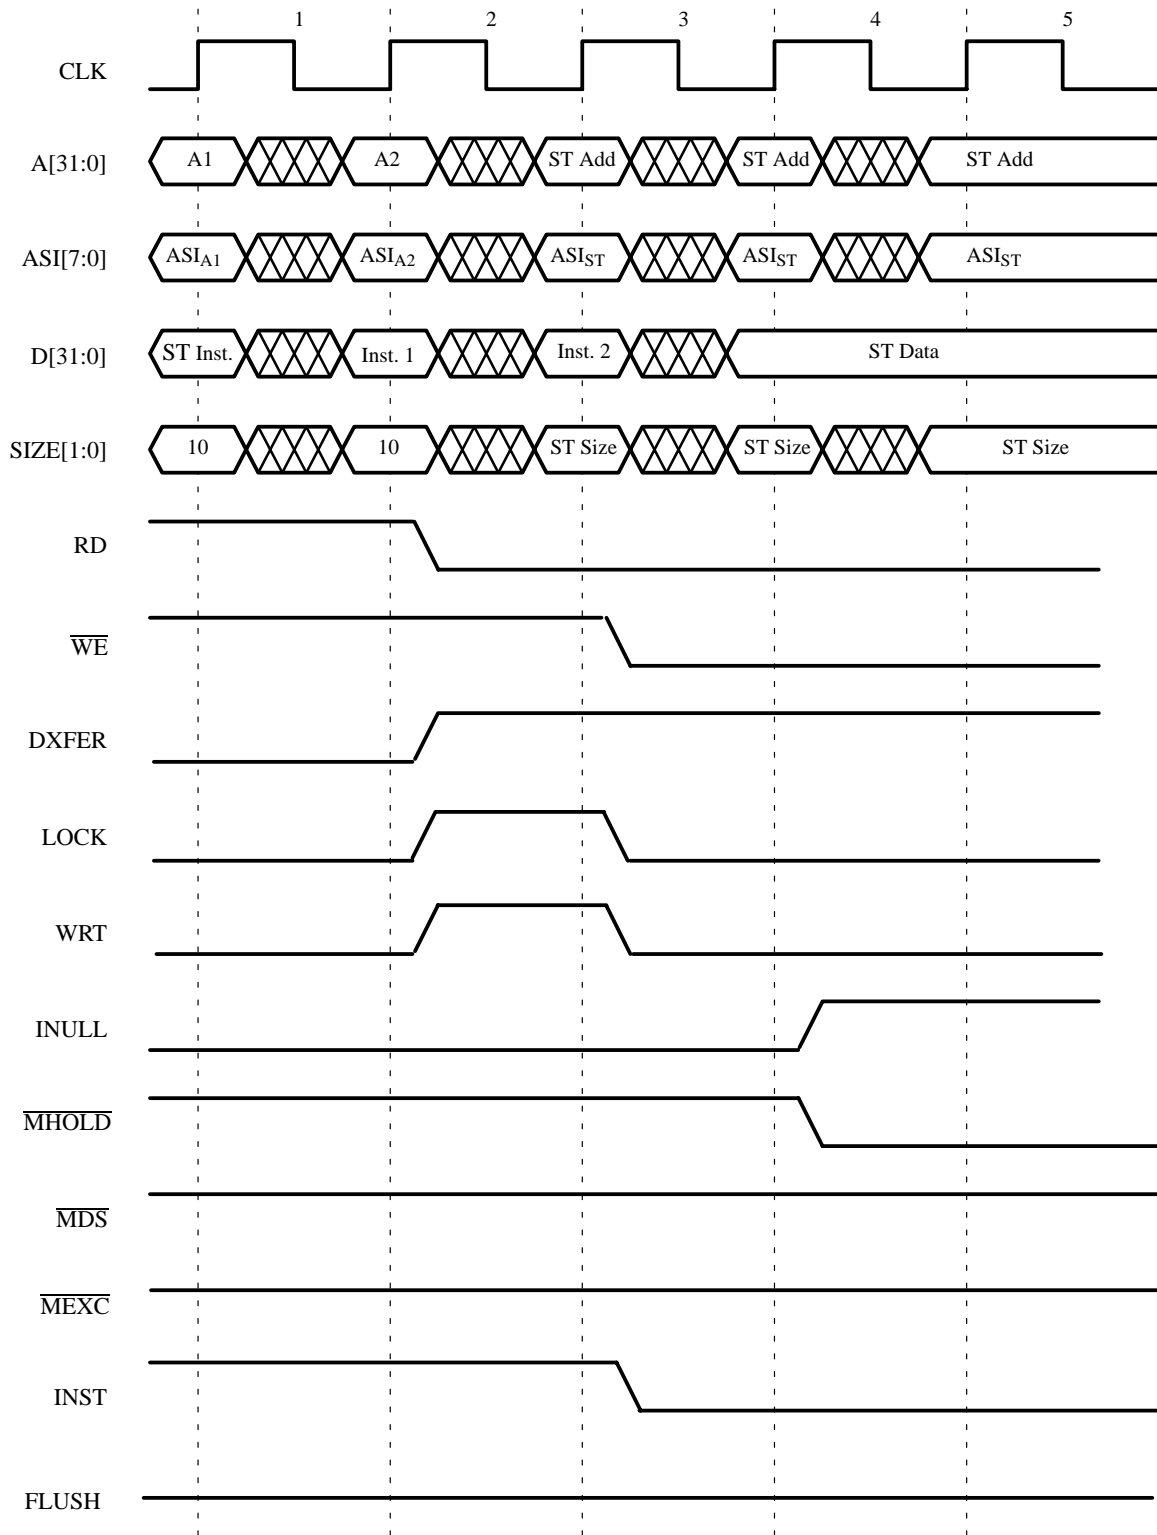 1 2 3 4 5
CLK
A[31:0] A1 A2 ST Add ST Add ST Add
ASI[7:0] ASIA1 ASIA2 ASIST ASIST ASIST
D[31:0] ST Inst. Inst. 1 Inst. 2 ST Data
SIZE[1:0] 10 10 ST Size ST Size ST Size
RD
WE
DXFER
LOCK
WRT
INULL
MHOLD
MDS
MEXC
INST
FLUSH